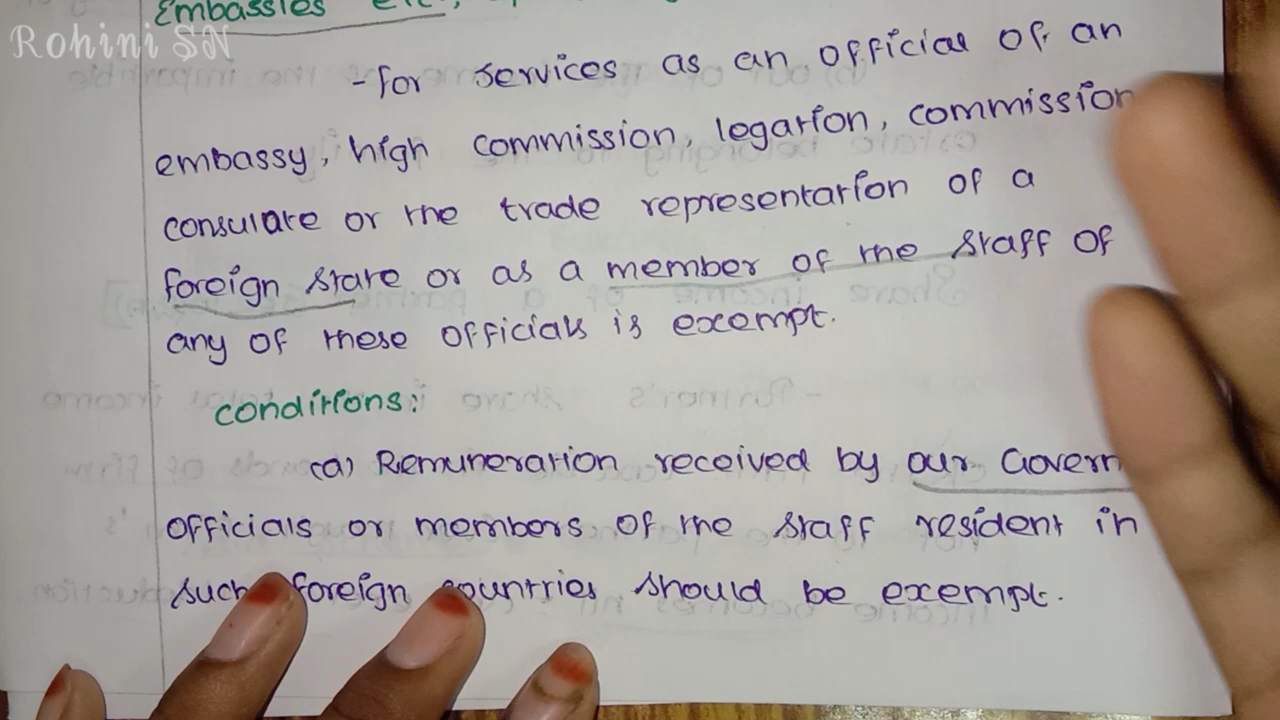 Embassies etc.,
Rohini SN
- for services as an official of an
embassy, high commission, legation, commission
consulate or the trade representation of a
foreign state or as a member of the staff of
any of these officials is exempt.
conditions:
(a) Remuneration received by our Govern
officials or members of the staff resident in
such foreign countries should be exempt.